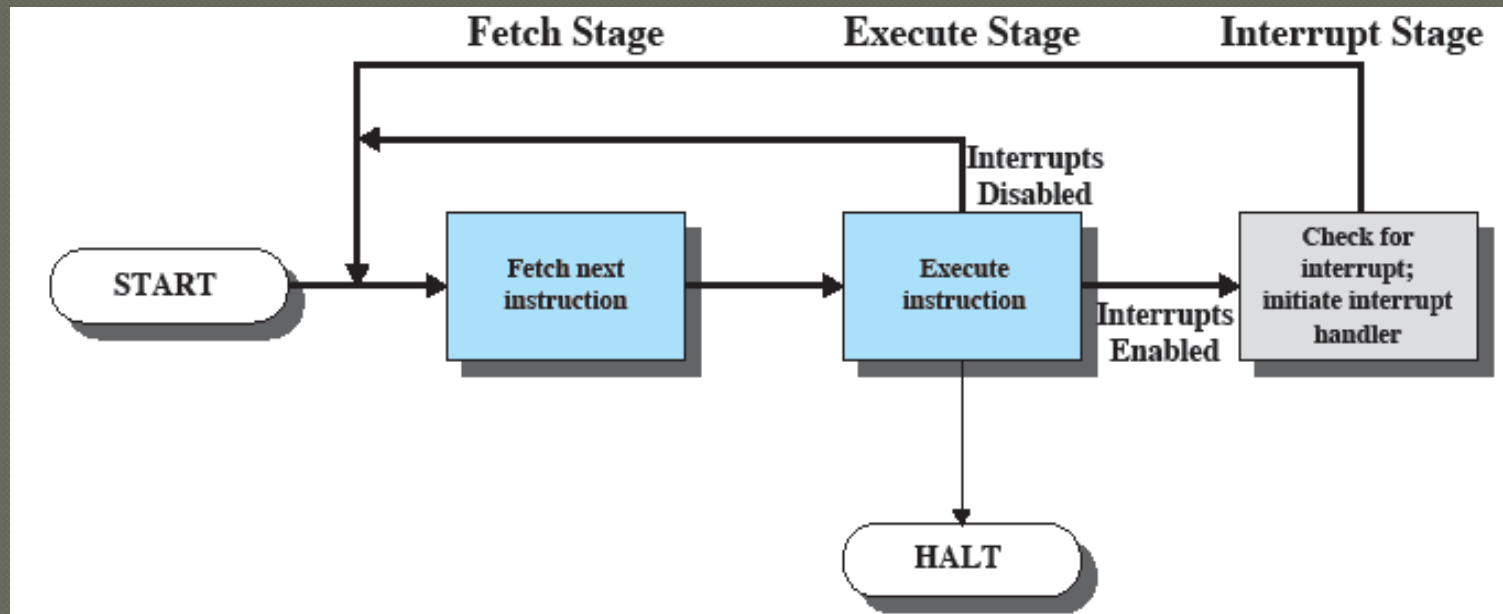 Fetch Stage
Execute Stage
Interrupt Stage
Interrupts
Disabled
START
Fetch next
instruction
Execute
instruction
Interrupts
Enabled
Check for
interrupt;
initiate interrupt
handler
HALT